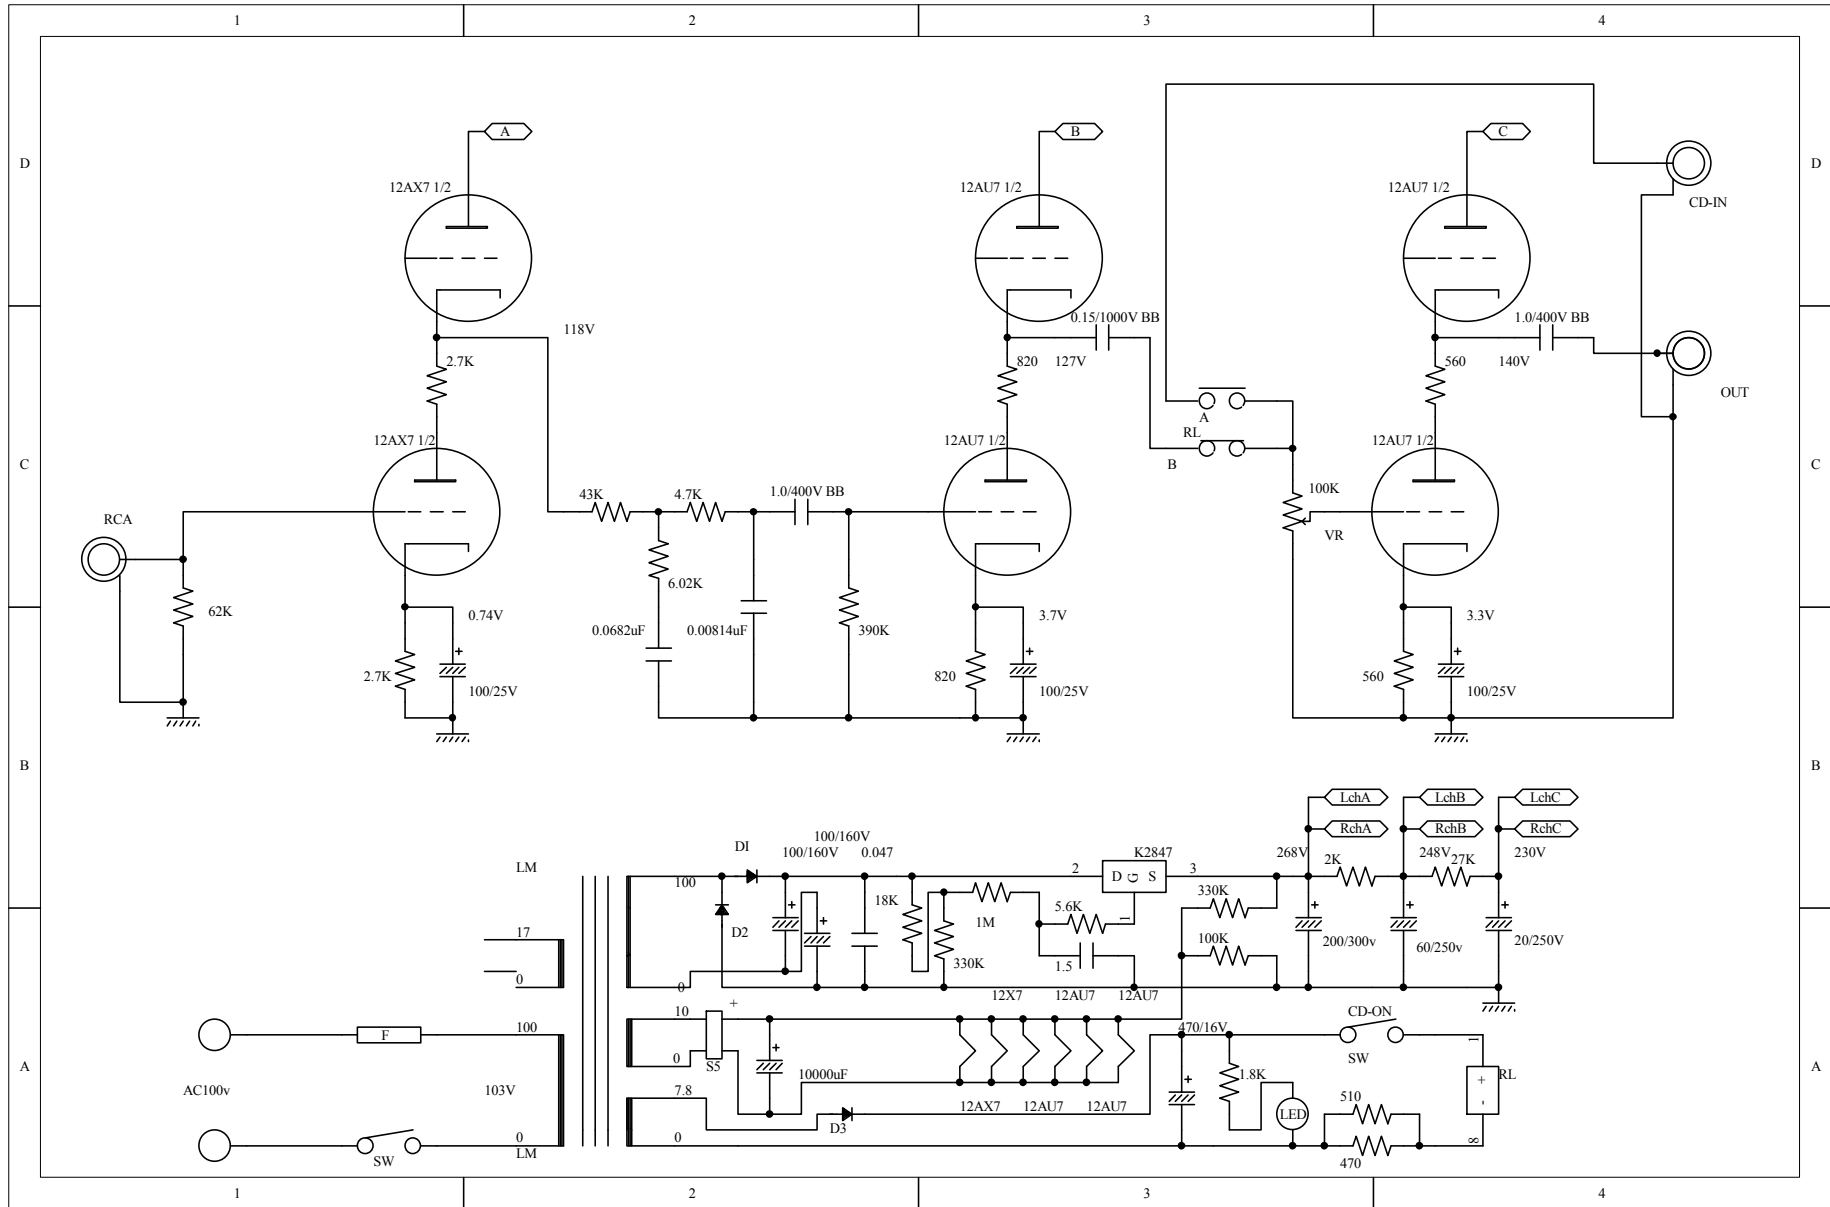 1 2 3 4
D D
A B C
12AX7 1/2 12AU7 1/2 12AU7 1/2
CD-IN
118V 0.15/1000V BB 1.0/400V BB
2.7K 820 127V 560 140V
OUT
A
RL
12AX7 1/2 12AU7 1/2 12AU7 1/2
C B C
43K 4.7K 1.0/400V BB 100K
RCA
VR
6.02K
62K 0.74V 3.7V 3.3V
0.0682uF 0.00814uF 390K
2.7K 820 560
100/25V 100/25V 100/25V
B B
LchA LchB LchC
RchA RchB RchC
100/160V
DI 100/160V 0.047 K2847 268V 248V 230V
LM 2 D G S 3 2K 27K
100
18K 1M 5.6K 1 330K
17 D2 100K 200/300v 60/250v 20/250V
330K 1.5
0 0 12X7 12AU7 12AU7
10 + CD-ON
100 F 470/16V
0 S5 SW 1
A A
10000uF 1.8K + RL
AC100v 103V 7.8 510 -
12AX7 12AU7 12AU7 LED
D3
0 0 8
SW LM 470
1 2 3 4